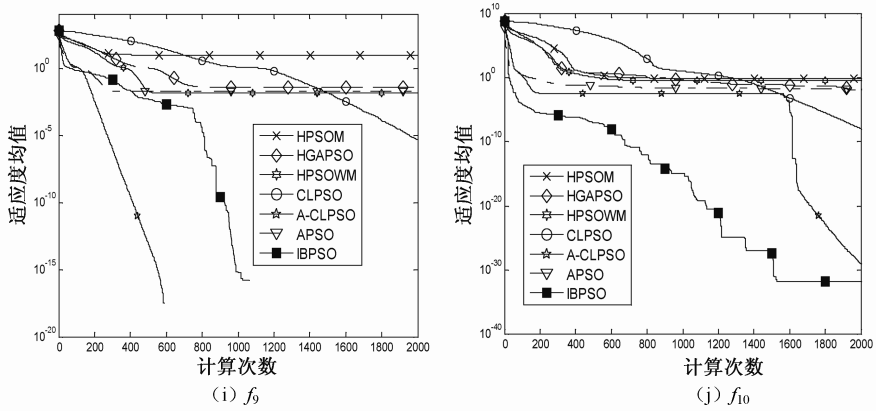 10^0
10^-5
10^-10
10^-15
10^-20
适应度均值
0 200 400 600 800 1000 1200 1400 1600 1800 2000
计算次数
HPSOM
HGAPSO
HPSOWM
CLPSO
A-CLPSO
APSO
IBPSO
(i) f9
10^10
10^0
10^-10
10^-20
10^-30
10^-40
适应度均值
0 200 400 600 800 1000 1200 1400 1600 1800 2000
计算次数
HPSOM
HGAPSO
HPSOWM
CLPSO
A-CLPSO
APSO
IBPSO
(j) f10